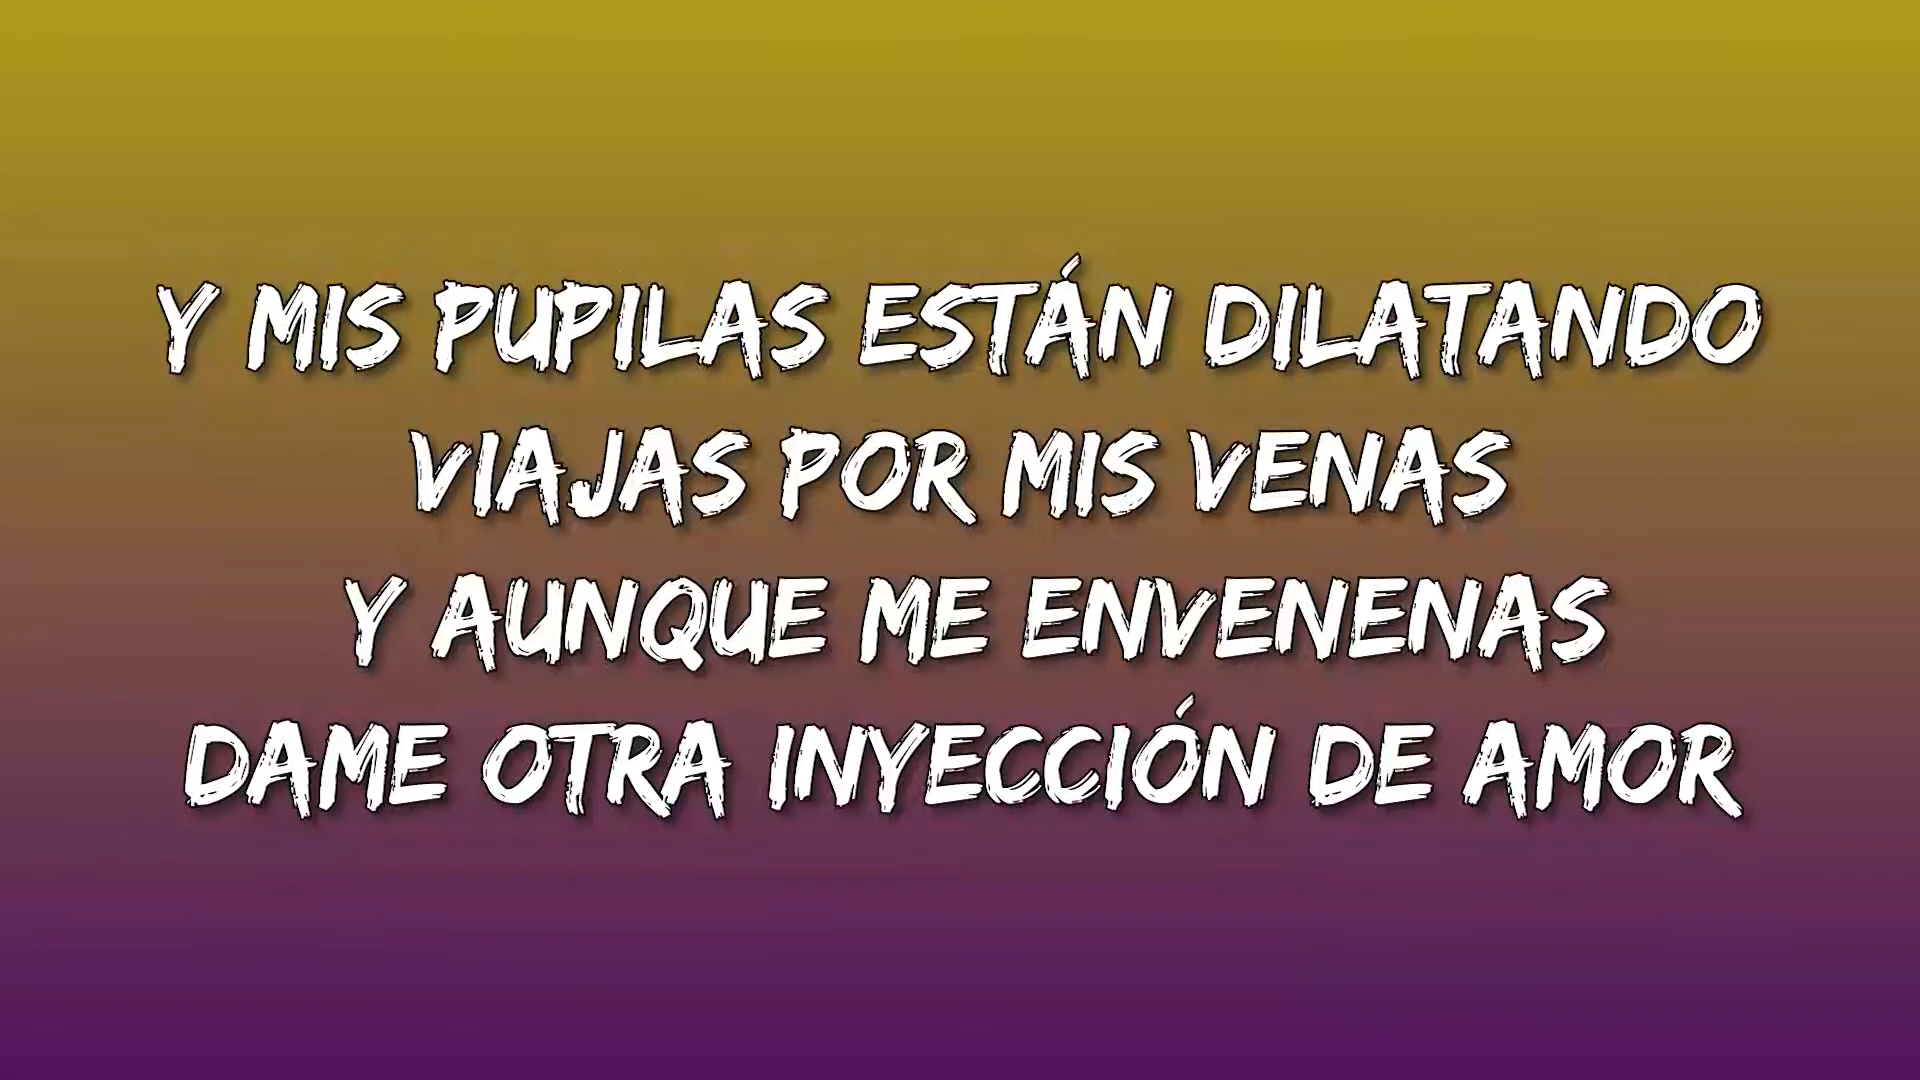 Y MIS PUPILAS ESTÁN DILATANDO
VIAJAS POR MIS VENAS
Y AUNQUE ME ENVENENAS
DAME OTRA INYECCIÓN DE AMOR